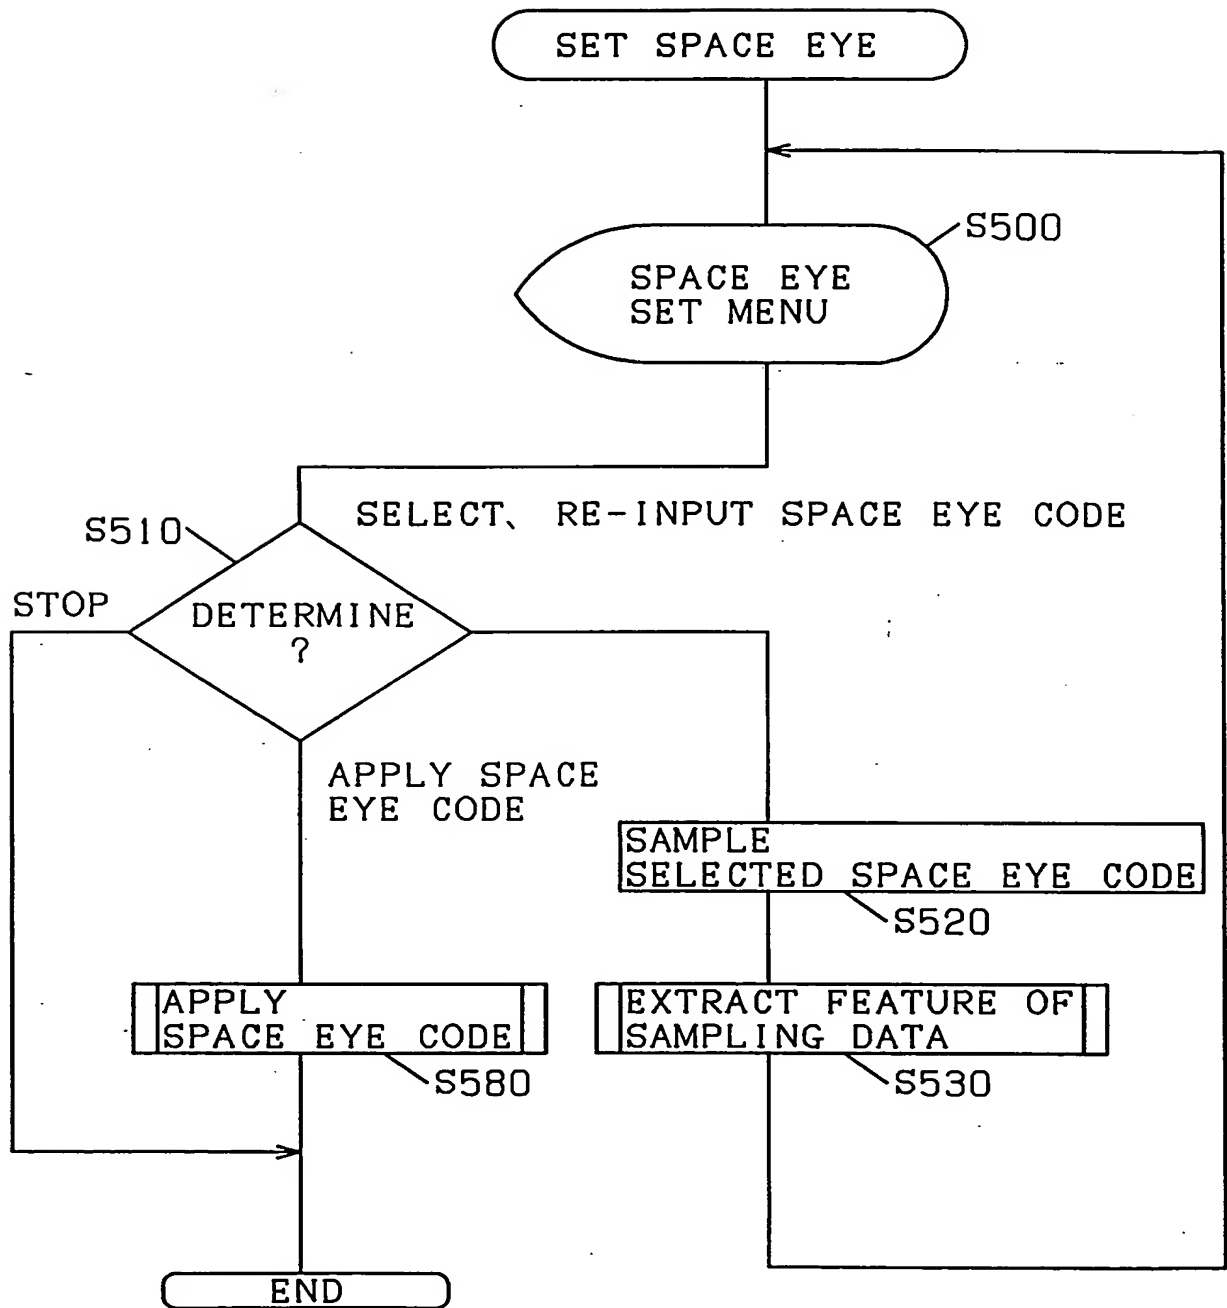 SET SPACE EYE
S500
SPACE EYE
SET MENU
SELECT、 RE-INPUT SPACE EYE CODE
S510
STOP
DETERMINE
?
APPLY SPACE
EYE CODE
SAMPLE
SELECTED SPACE EYE CODE
S520
APPLY
SPACE EYE CODE
S580
EXTRACT FEATURE OF
SAMPLING DATA
S530
END